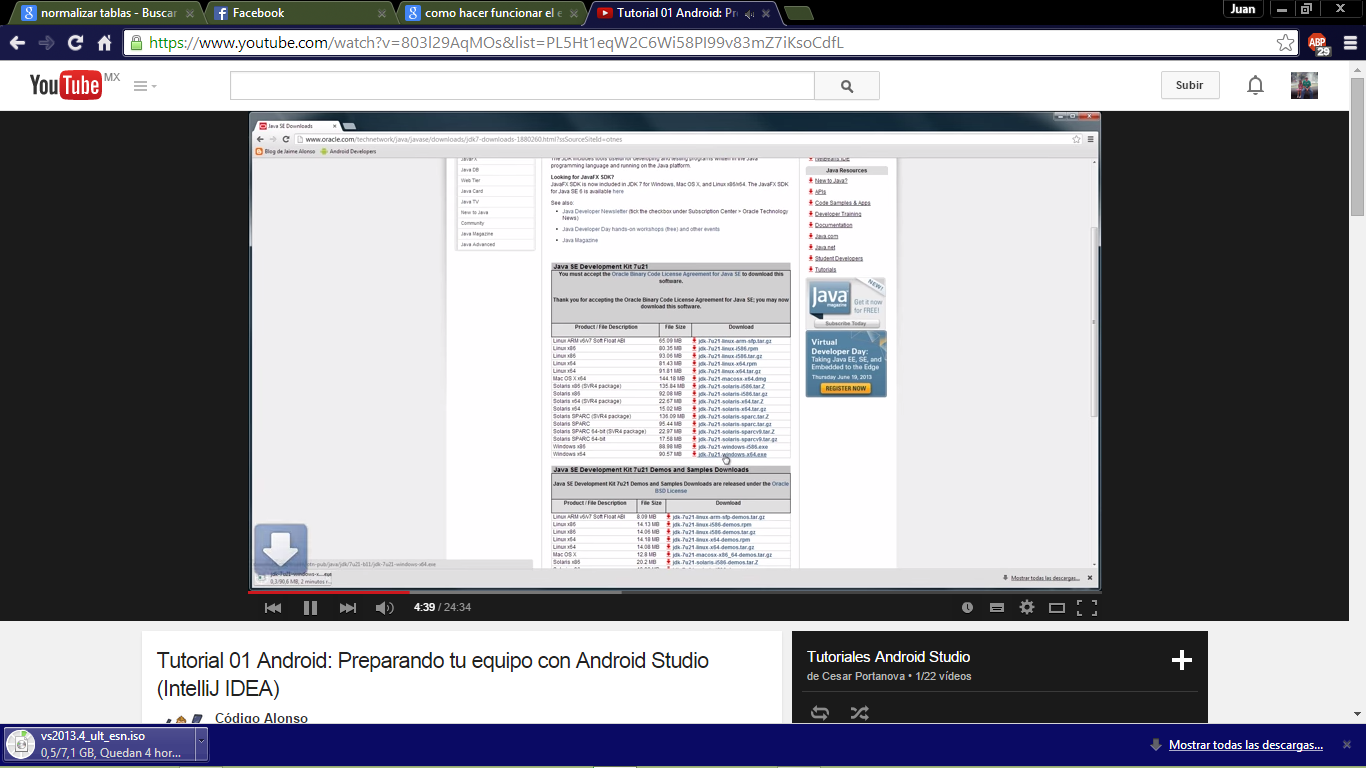 normalizar tablas - Buscar
Facebook
como hacer funcionar el e
Tutorial 01 Android: Pr
Juan
https://www.youtube.com/watch?v=803l29AqMOs&list=PL5Ht1eqW2C6Wi58PI99v83mZ7iKsoCdfL
ABP
29
YouTube MX
Subir
Java SE Downloads
www.oracle.com/technetwork/java/javase/downloads/jdk7-downloads-1880260.html?ssSourceSiteId=otnes
Blog de Jaime Alonso
Android Developers
JavaFX
Java DB
Web Tier
Java Card
Java TV
New to Java
Community
Java Magazine
Java Advanced
The JDK includes tools useful for developing and testing programs written in the Java
programming language and running on the Java platform.
Looking for JavaFX SDK?
JavaFX SDK is now included in JDK 7 for Windows, Mac OS X, and Linux x86/x64. The JavaFX SDK
for Java SE 6 is available here
See also:
Java Developer Newsletter (tick the checkbox under Subscription Center > Oracle Technology
News)
Java Developer Day hands-on workshops (free) and other events
Java Magazine
Java SE Development Kit 7u21
You must accept the Oracle Binary Code License Agreement for Java SE to download this
software.
Thank you for accepting the Oracle Binary Code License Agreement for Java SE; you may now
download this software.
Product / File Description File Size Download
Linux ARM v6/v7 Soft Float ABI 65.09 MB jdk-7u21-linux-arm-sfp.tar.gz
Linux x86 80.35 MB jdk-7u21-linux-i586.rpm
Linux x86 93.06 MB jdk-7u21-linux-i586.tar.gz
Linux x64 81.43 MB jdk-7u21-linux-x64.rpm
Linux x64 91.81 MB jdk-7u21-linux-x64.tar.gz
Mac OS X x64 144.18 MB jdk-7u21-macosx-x64.dmg
Solaris x86 (SVR4 package) 135.84 MB jdk-7u21-solaris-i586.tar.Z
Solaris x86 92.08 MB jdk-7u21-solaris-i586.tar.gz
Solaris x64 (SVR4 package) 22.67 MB jdk-7u21-solaris-x64.tar.Z
Solaris x64 15.02 MB jdk-7u21-solaris-x64.tar.gz
Solaris SPARC (SVR4 package) 136.09 MB jdk-7u21-solaris-sparc.tar.Z
Solaris SPARC 95.44 MB jdk-7u21-solaris-sparc.tar.gz
Solaris SPARC 64-bit (SVR4 package) 22.97 MB jdk-7u21-solaris-sparcv9.tar.Z
Solaris SPARC 64-bit 17.58 MB jdk-7u21-solaris-sparcv9.tar.gz
Windows x86 88.98 MB jdk-7u21-windows-i586.exe
Windows x64 90.57 MB jdk-7u21-windows-x64.exe
Java SE Development Kit 7u21 Demos and Samples Downloads
Java SE Development Kit 7u21 Demos and Samples Downloads are released under the Oracle
BSD License
Product / File Description File Size Download
Linux ARM v6/v7 Soft Float ABI 8.09 MB jdk-7u21-linux-arm-sfp-demos.tar.gz
Linux x86 14.13 MB jdk-7u21-linux-i586-demos.rpm
Linux x86 14.06 MB jdk-7u21-linux-i586-demos.tar.gz
Linux x64 14.18 MB jdk-7u21-linux-x64-demos.rpm
Linux x64 14.08 MB jdk-7u21-linux-x64-demos.tar.gz
Mac OS X 12.8 MB jdk-7u21-macosx-x86_64-demos.tar.gz
Solaris x86 20.2 MB jdk-7u21-solaris-i586-demos.tar.Z
NetBeans IDE
Java Resources
New to Java?
APIs
Code Samples & Apps
Developer Training
Documentation
Java.com
Java.net
Student Developers
Tutorials
NEW!
Java
magazine
Get it now
for FREE!
Subscribe Today
Virtual
Developer Day:
Taking Java EE, SE, and
Embedded to the Edge
Thursday June 19, 2013
REGISTER NOW
Mostrar todas las descargas...
4:39 / 24:34
Tutorial 01 Android: Preparando tu equipo con Android Studio
(IntelliJ IDEA)
Código Alonso
Tutoriales Android Studio
de Cesar Portanova • 1/22 vídeos
vs2013.4_ult_esn.iso
0,5/7,1 GB, Quedan 4 hor...
Mostrar todas las descargas...